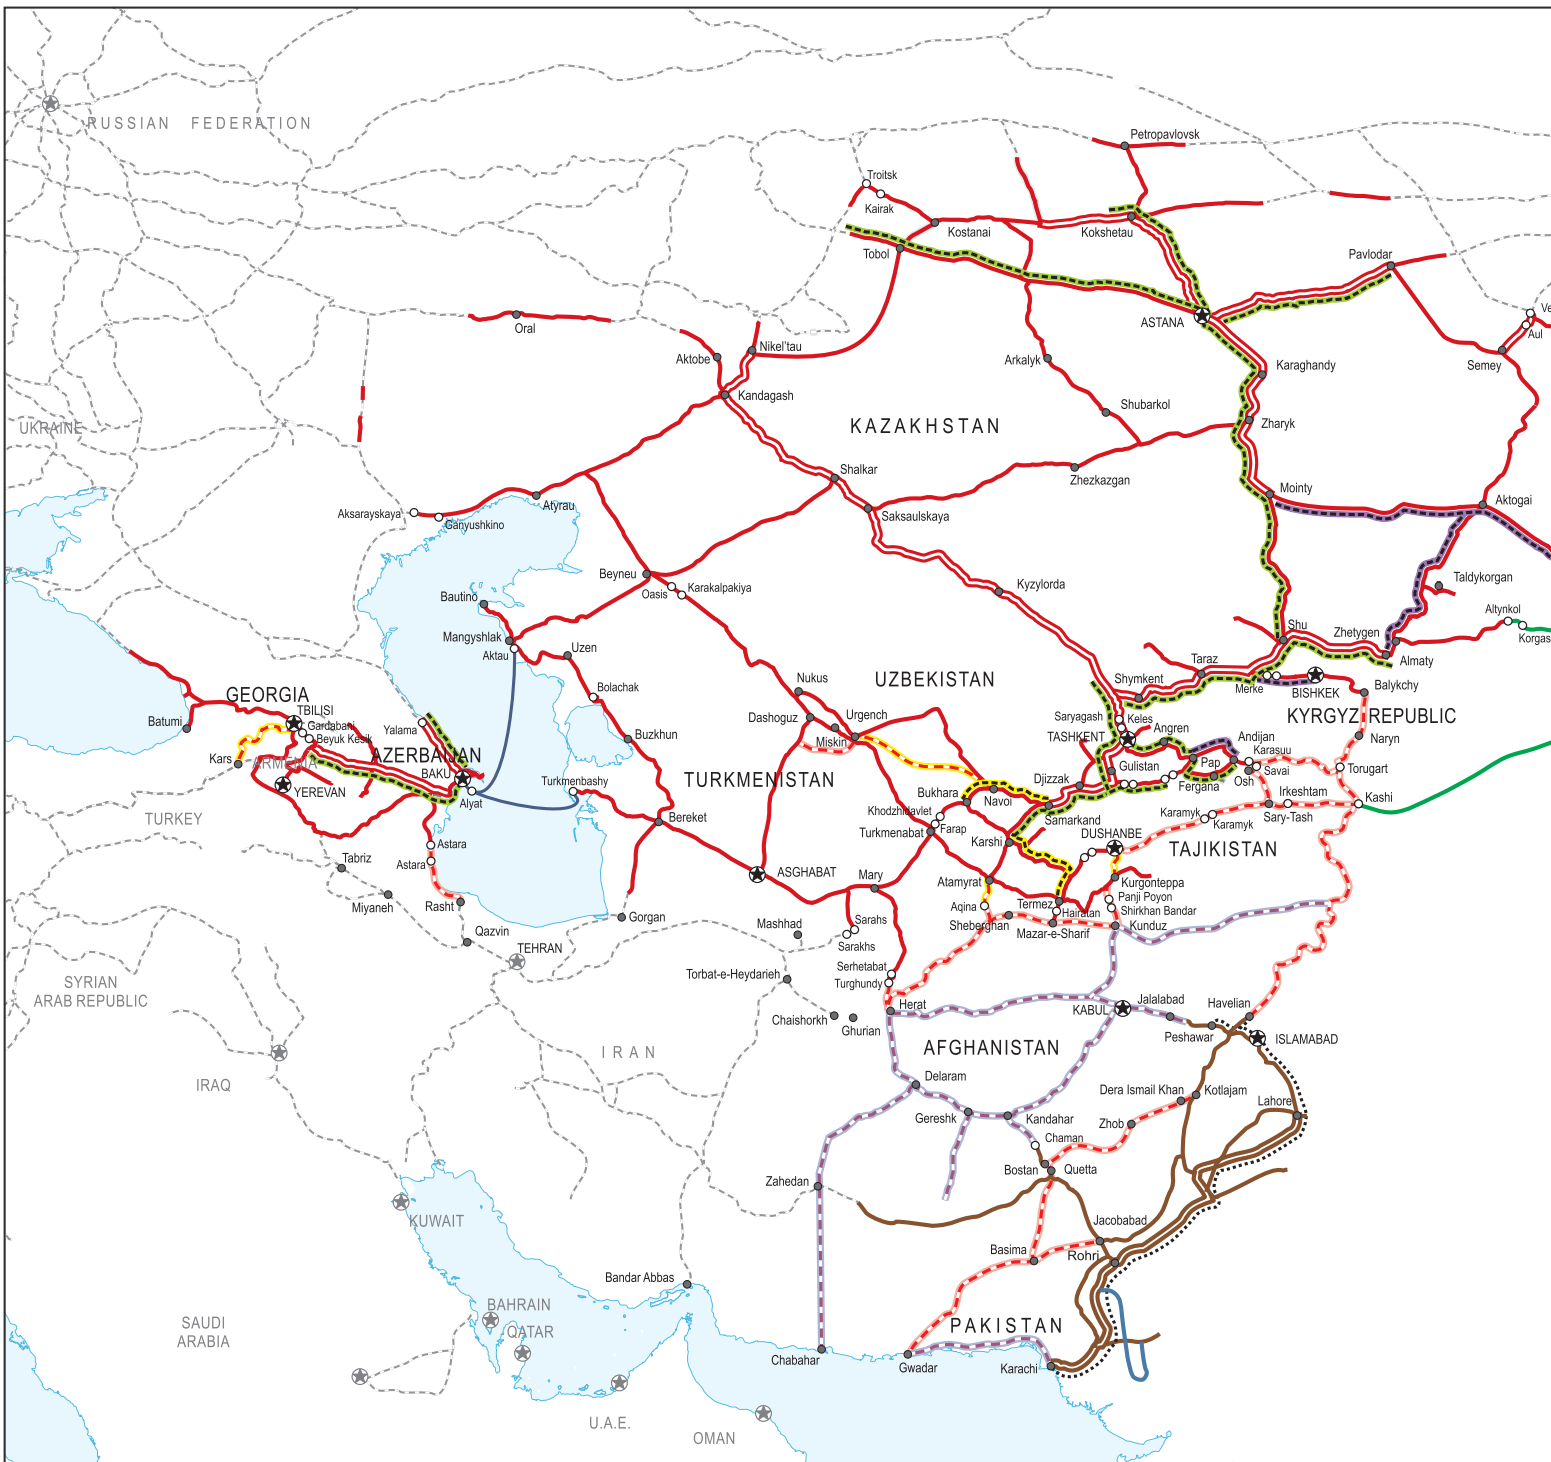 RUSSIAN FEDERATION
Petropavlovsk
Troitsk
Kairak
Kostanai
Kokshetau
Tobol
Pavlodar
ASTANA
Oral
Nikel'tau
Aktobe
Arkalyk
Karaghandy
Semey
Aul
Ve
Kandagash
Shubarkol
UKRAINE
KAZAKHSTAN
Zharyk
Shalkar
Zhezkazgan
Mointy
Aktogai
Atyrau
Aksarayskaya
Ganyushkino
Saksaulskaya
Beyneu
Oasis
Karakalpakiya
Kyzylorda
Taldykorgan
Bautino
Altynkol
Korgas
Mangyshlak
Aktau
Uzen
Shu
Zhetygen
Almaty
Taraz
Merke
BISHKEK
Balykchy
GEORGIA
TBILISI
Gardabani
Beyuk Kesik
Batumi
Yalama
Bolachak
Nukus
UZBEKISTAN
Shymkent
Dashoguz
Urgench
Miskin
Saryagash
Keles
TASHKENT
Angren
Andijan
Karasuu
KYRGYZ REPUBLIC
Naryn
Buzkhun
AZERBAIJAN
Kars
ARMENIA
BAKU
YEREVAN
Alyat
Turkmenbashy
TURKMENISTAN
Djizzak
Gulistan
Pap
Savai
Osh
Fergana
Torugart
Irkeshtam
Kashi
Sary-Tash
Bukhara
Navoi
Khodzhidavlet
Farap
Turkmenabat
Samarkand
DUSHANBE
Karamyk
Karamyk
Karshi
TAJIKISTAN
TURKEY
Bereket
Astara
Astara
Tabriz
ASGHABAT
Mary
Atamyrat
Kurgonteppa
Panji Poyon
Shirkhan Bandar
Aqina
Termez
Hairatan
Miyaneh
Rasht
Gorgan
Sarahs
Sarakhs
Mashhad
Sheberghan
Mazar-e-Sharif
Kunduz
Qazvin
TEHRAN
Serhetabat
Turghundy
Torbat-e-Heydarieh
SYRIAN
ARAB REPUBLIC
Herat
KABUL
Jalalabad
Havelian
Chaishorkh
Ghurian
Peshawar
ISLAMABAD
IRAN
AFGHANISTAN
IRAQ
Delaram
Dera Ismail Khan
Kotlajam
Lahore
Gereshk
Kandahar
Zhob
Chaman
Bostan
Quetta
Zahedan
KUWAIT
Jacobabad
Basima
Rohri
Bandar Abbas
BAHRAIN
QATAR
SAUDI
ARABIA
PAKISTAN
Chabahar
Gwadar
Karachi
U.A.E.
OMAN